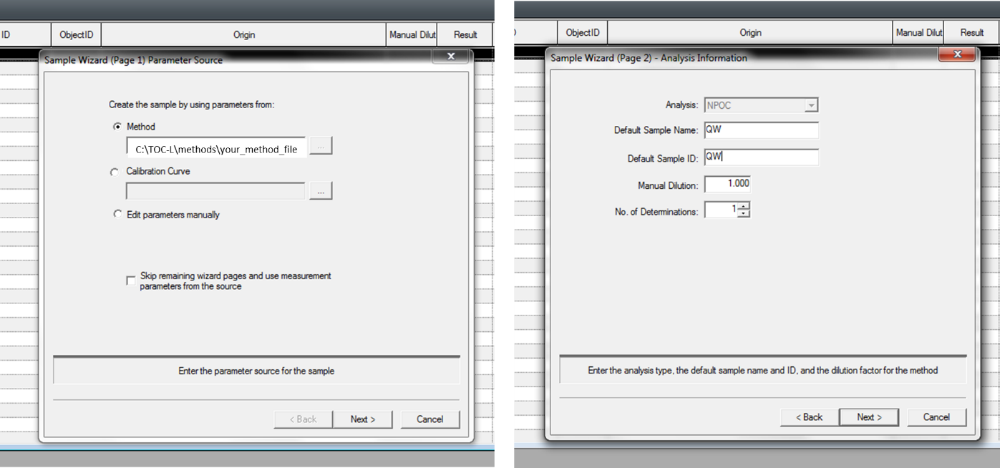 ID ObjectID Origin Manual Dilut Result
Sample Wizard (Page 1) Parameter Source
Create the sample by using parameters from:
Method
C:\TOC-L\methods\your_method_file
...
Calibration Curve
...
Edit parameters manually
Skip remaining wizard pages and use measurement
parameters from the source
Enter the parameter source for the sample
< Back Next > Cancel
ObjectID Origin Manual Dilut Result
Sample Wizard (Page 2) - Analysis Information
Analysis: NPOC
Default Sample Name: QW
Default Sample ID: QW
Manual Dilution: 1.000
No. of Determinations: 1
Enter the analysis type, the default sample name and ID, and the dilution factor for the method
< Back Next > Cancel